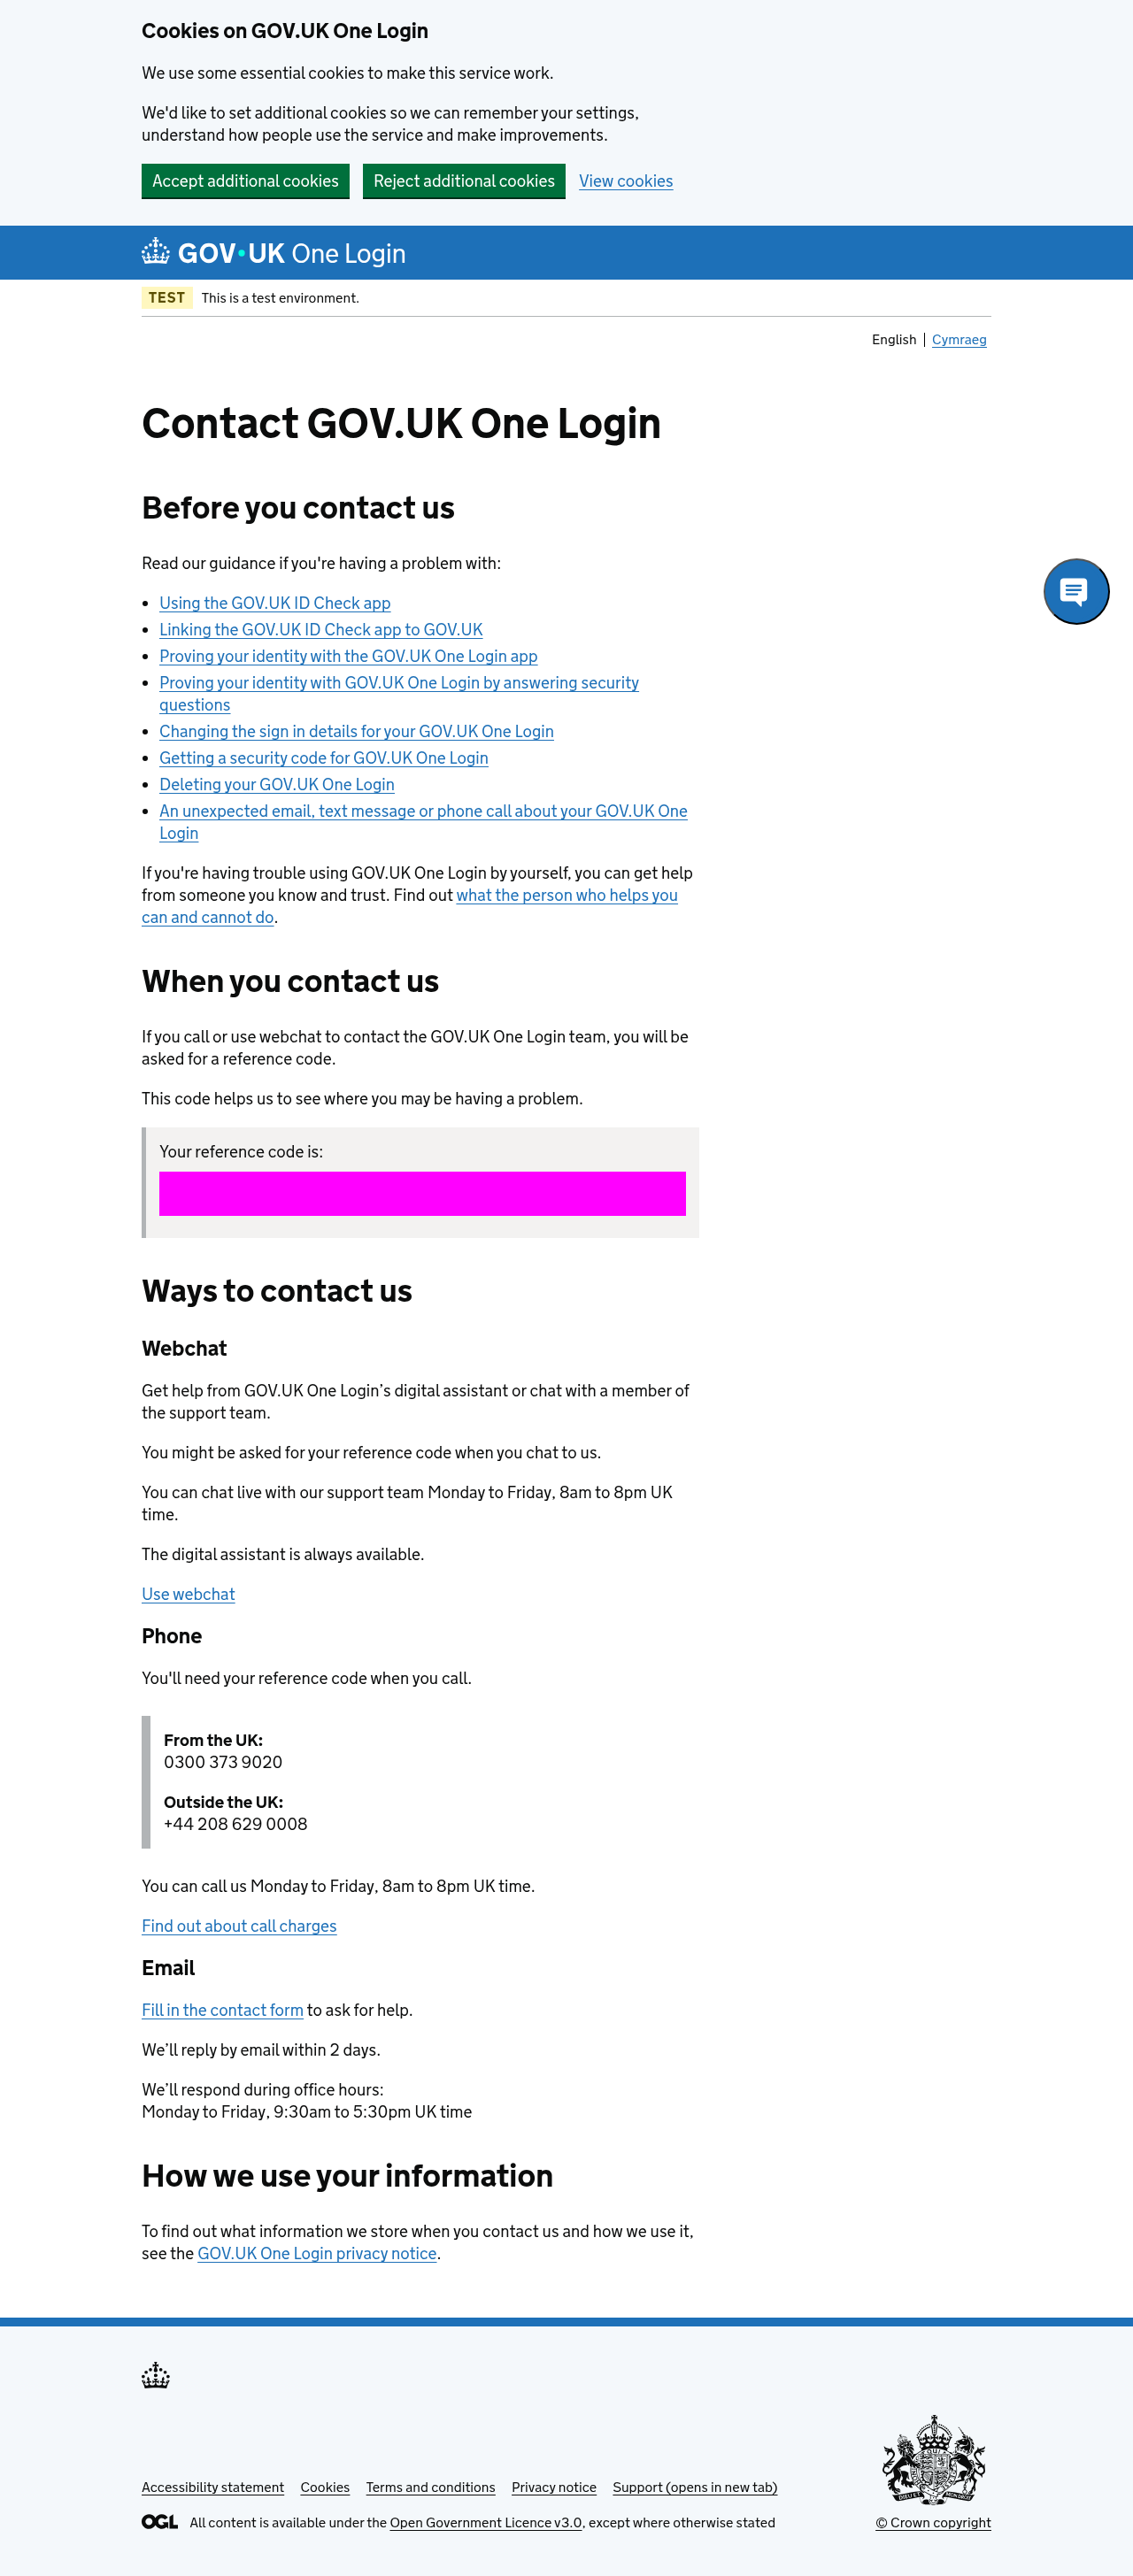 Cookies on GOV.UK One Login
We use some essential cookies to make this service work.
We'd like to set additional cookies so we can remember your settings,
understand how people use the service and make improvements.
Accept additional cookies Reject additional cookies View cookies
GOV·UK One Login
TEST This is a test environment.
English | Cymraeg
Contact GOV.UK One Login
Before you contact us
Read our guidance if you're having a problem with:
Using the GOV.UK ID Check app
Linking the GOV.UK ID Check app to GOV.UK
Proving your identity with the GOV.UK One Login app
Proving your identity with GOV.UK One Login by answering security
questions
Changing the sign in details for your GOV.UK One Login
Getting a security code for GOV.UK One Login
Deleting your GOV.UK One Login
An unexpected email, text message or phone call about your GOV.UK One
Login
If you're having trouble using GOV.UK One Login by yourself, you can get help
from someone you know and trust. Find out what the person who helps you
can and cannot do.
When you contact us
If you call or use webchat to contact the GOV.UK One Login team, you will be
asked for a reference code.
This code helps us to see where you may be having a problem.
Your reference code is:
Ways to contact us
Webchat
Get help from GOV.UK One Login’s digital assistant or chat with a member of
the support team.
You might be asked for your reference code when you chat to us.
You can chat live with our support team Monday to Friday, 8am to 8pm UK
time.
The digital assistant is always available.
Use webchat
Phone
You'll need your reference code when you call.
From the UK:
0300 373 9020
Outside the UK:
+44 208 629 0008
You can call us Monday to Friday, 8am to 8pm UK time.
Find out about call charges
Email
Fill in the contact form to ask for help.
We’ll reply by email within 2 days.
We’ll respond during office hours:
Monday to Friday, 9:30am to 5:30pm UK time
How we use your information
To find out what information we store when you contact us and how we use it,
see the GOV.UK One Login privacy notice.
Accessibility statement Cookies Terms and conditions Privacy notice Support (opens in new tab)
OGL All content is available under the Open Government Licence v3.0, except where otherwise stated
© Crown copyright